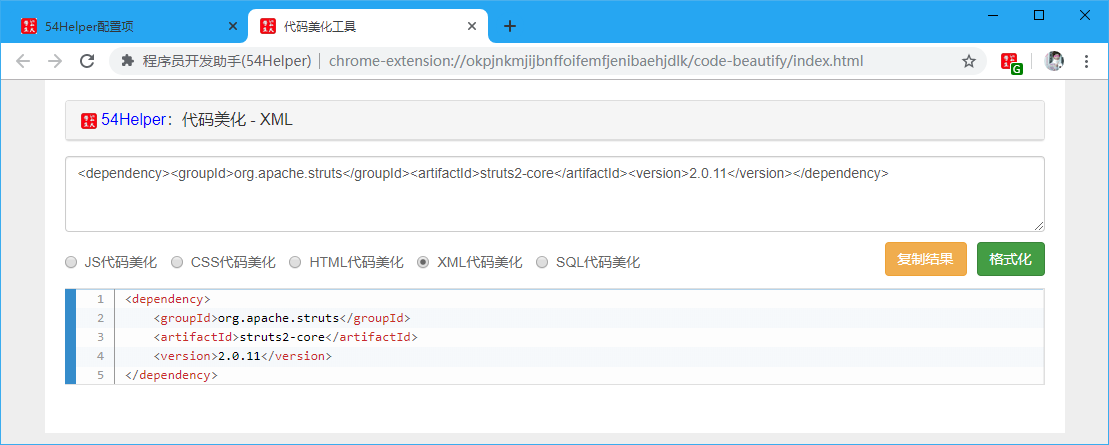 54Helper配置项
代码美化工具
程序员开发助手(54Helper) | chrome-extension://okpjnkmjijbnffoifemfjenibaehjdlk/code-beautify/index.html
G
54Helper：代码美化 - XML
<dependency><groupId>org.apache.struts</groupId><artifactId>struts2-core</artifactId><version>2.0.11</version></dependency>
JS代码美化 CSS代码美化 HTML代码美化 XML代码美化 SQL代码美化 复制结果 格式化
1 <dependency>
2 <groupId>org.apache.struts</groupId>
3 <artifactId>struts2-core</artifactId>
4 <version>2.0.11</version>
5 </dependency>